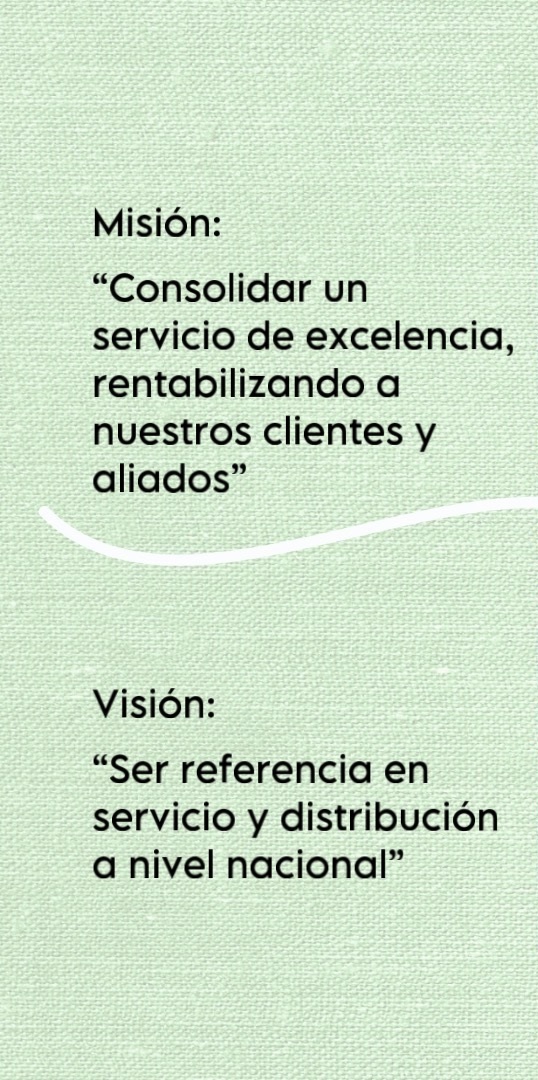 Misión:
“Consolidar un
servicio de excelencia,
rentabilizando a
nuestros clientes y
aliados”
Visión:
“Ser referencia en
servicio y distribución
a nivel nacional”